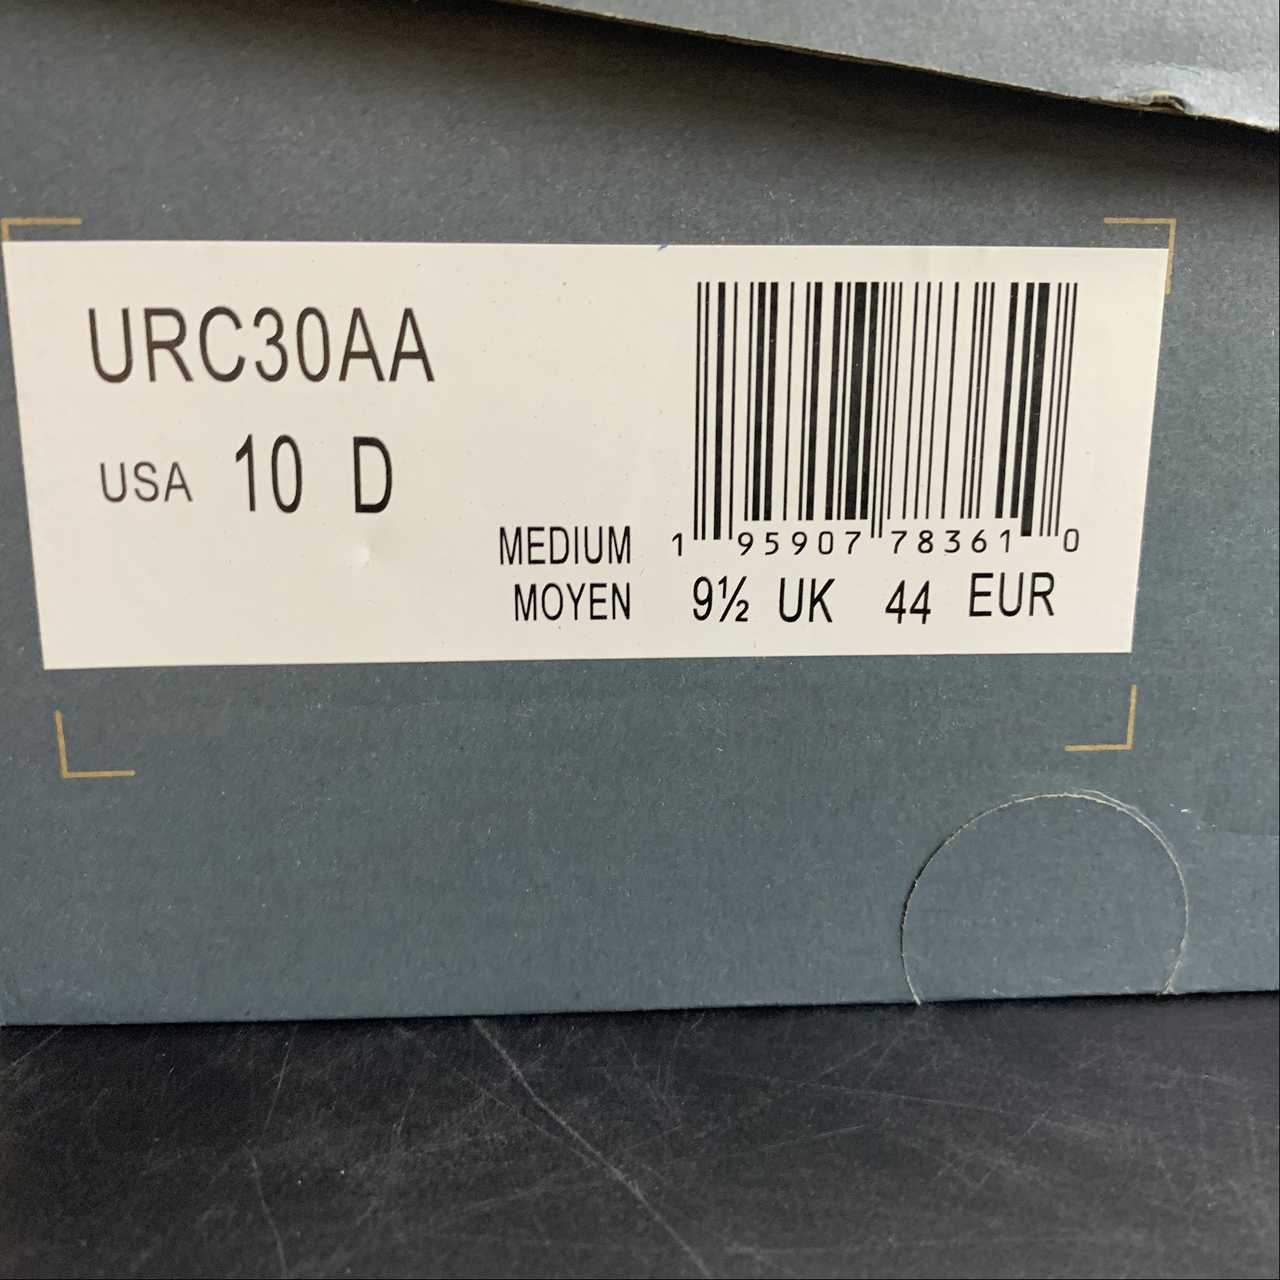 URC30AA
USA 10 D
1 95907 78361 0
MEDIUM
MOYEN 9½ UK 44 EUR